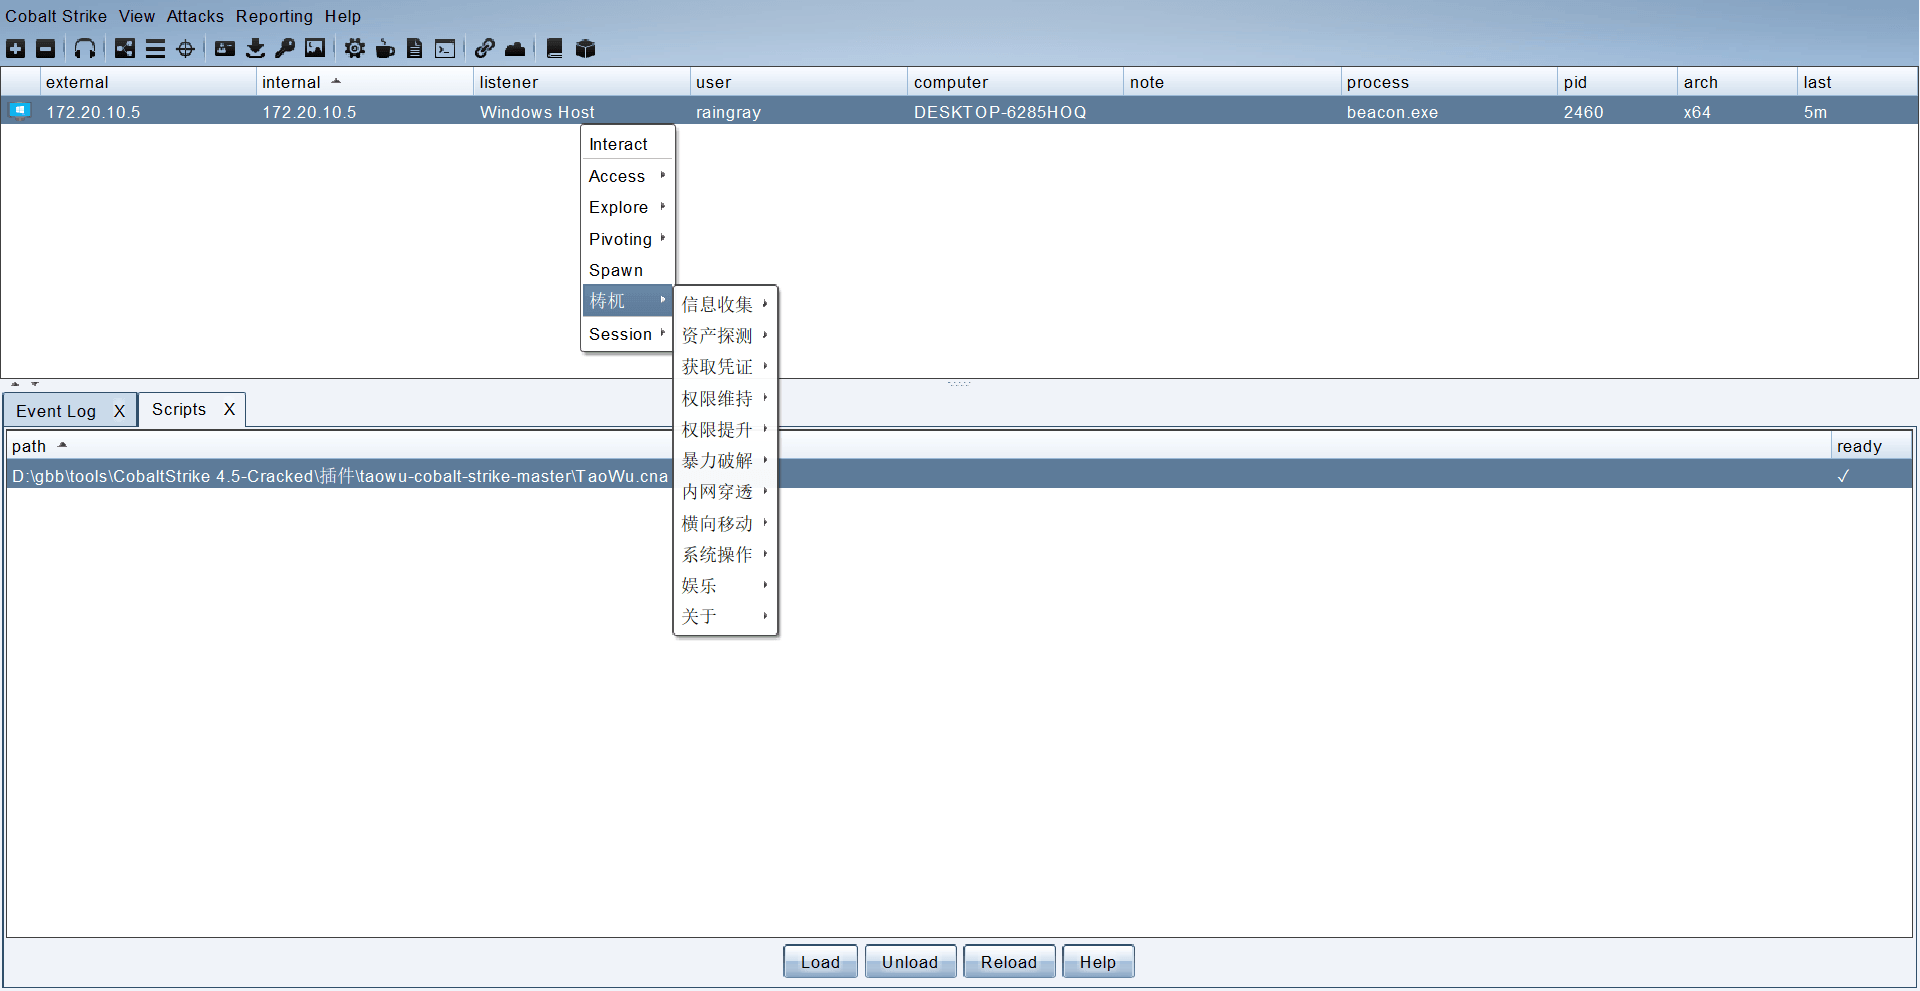 Cobalt Strike View Attacks Reporting Help
external internal listener user computer note process pid arch last
172.20.10.5 172.20.10.5 Windows Host raingray DESKTOP-6285HOQ beacon.exe 2460 x64 5m
Interact
Access
Explore
Pivoting
Spawn
梼杌
Session
信息收集
资产探测
获取凭证
权限维持
权限提升
暴力破解
内网穿透
横向移动
系统操作
娱乐
关于
Event Log X Scripts X
path ready
D:\gbb\tools\CobaltStrike 4.5-Cracked\插件\taowu-cobalt-strike-master\TaoWu.cna ✓
Load Unload Reload Help